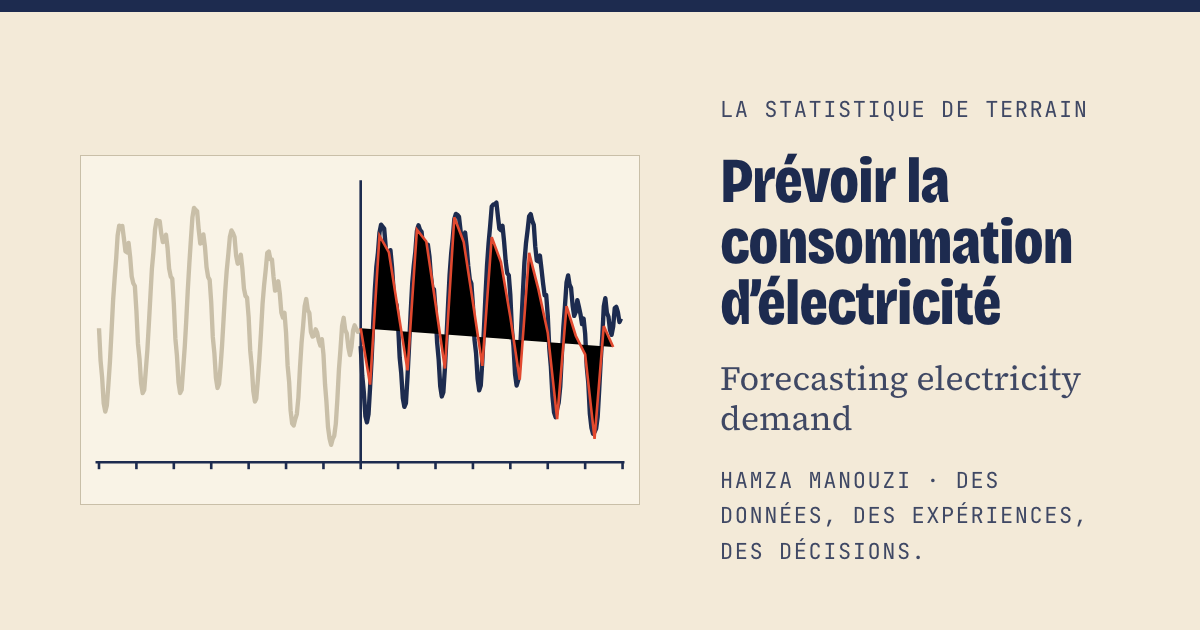 LA STATISTIQUE DE TERRAIN
Prévoir la
consommation
d’électricité
Forecasting electricity
demand
HAMZA MANOUZI · DES
DONNÉES, DES EXPÉRIENCES,
DES DÉCISIONS.